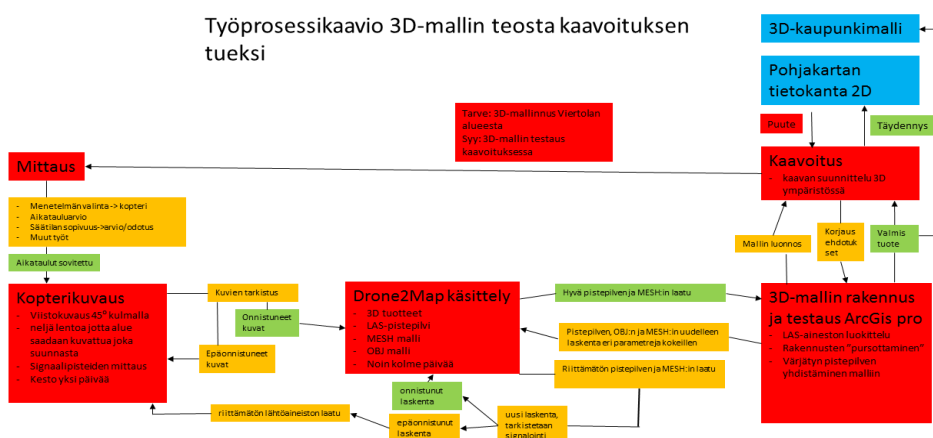 Työprosessikaavio 3D-mallin teosta kaavoituksen
tueksi
3D-kaupunkimalli
Pohjakartan
tietokanta 2D
Tarve: 3D-mallinnus Viertolan
alueesta
Syy: 3D-mallin testaus
kaavoituksessa
Puute
Täydennys
Mittaus
Kaavoitus
- kaavan suunnittelu 3D
ympäristössä
- Menetelmän valinta -> kopteri
- Aikatauluarvio
- Säätilan sopivuus->arvio/odotus
- Muut työt
Mallin luonnos
Korjaus
ehdotuk
set
Valmis
tuote
Aikataulut sovitettu
Kopterikuvaus
- Viistokuvaus 45° kulmalla
- neljä lentoa jotta alue
saadaan kuvattua joka
suunnasta
- Signaalipisteiden mittaus
- Kesto yksi päivää
Kuvien tarkistus
Onnistuneet
kuvat
Epäonnistuneet
kuvat
Drone2Map käsittely
- 3D tuotteet
- LAS-pistepilvi
- MESH malli
- OBJ malli
- Noin kolme päivää
Hyvä pistepilven ja MESH:in laatu
Pistepilven, OBJ:n ja MESH:in uudelleen
laskenta eri parametreja kokeillen
Riittämätön pistepilven ja MESH:in laatu
3D-mallin rakennus
ja testaus ArcGis pro
- LAS-aineston luokittelu
- Rakennusten "pursottaminen"
- Värjätyn pistepilven
yhdistäminen malliin
onnistunut
laskenta
riittämätön lähtöaineiston laatu
epäonnistunut
laskenta
uusi laskenta,
tarkistetaan
signalointi